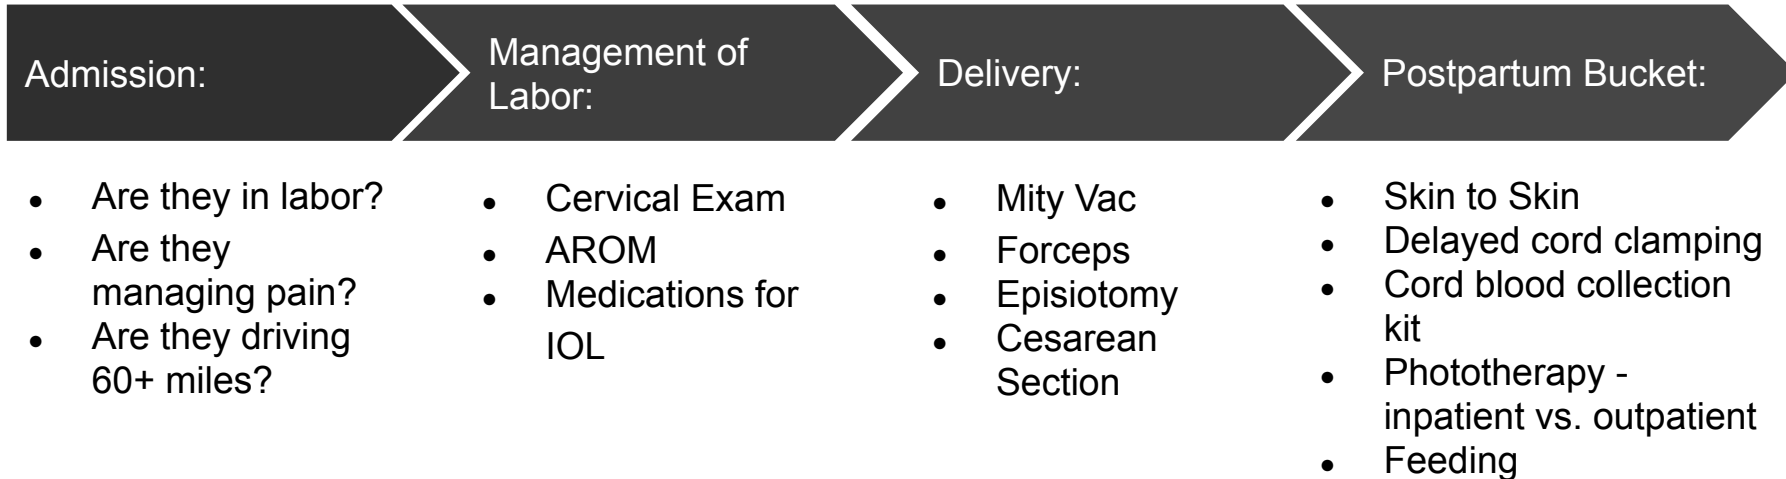 Admission:
Management of
Labor:
Delivery:
Postpartum Bucket:
● Are they in labor?
● Are they
managing pain?
● Are they driving
60+ miles?
● Cervical Exam
● AROM
● Medications for
IOL
● Mity Vac
● Forceps
● Episiotomy
● Cesarean
Section
● Skin to Skin
● Delayed cord clamping
● Cord blood collection
kit
● Phototherapy -
inpatient vs. outpatient
● Feeding